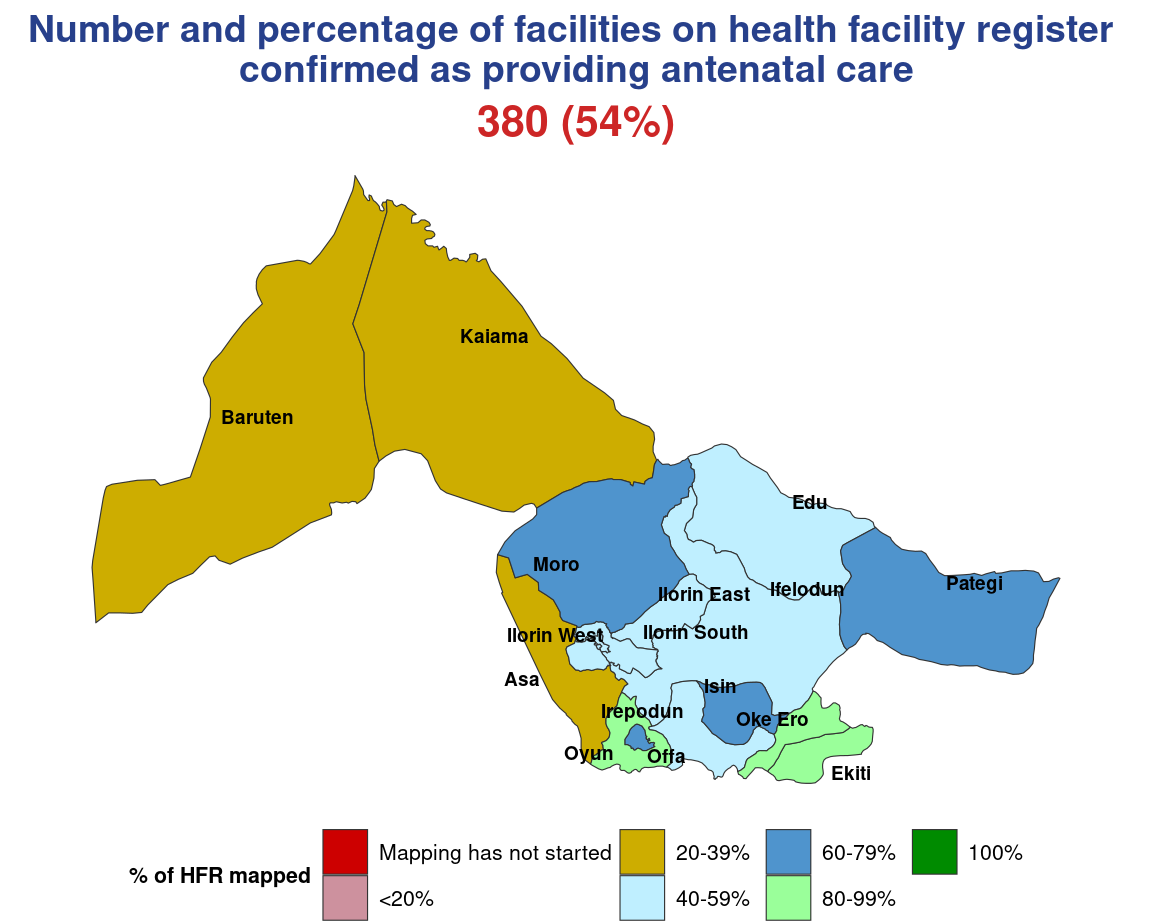 Number and percentage of facilities on health facility register
confirmed as providing antenatal care
380 (54%)
Kaiama
Baruten
Edu
Moro
Pategi
Ifelodun
Ilorin East
Ilorin West
Ilorin South
Asa
Isin
Irepodun
Oke Ero
Oyun
Offa
Ekiti
% of HFR mapped
Mapping has not started
20-39%
60-79%
100%
<20%
40-59%
80-99%